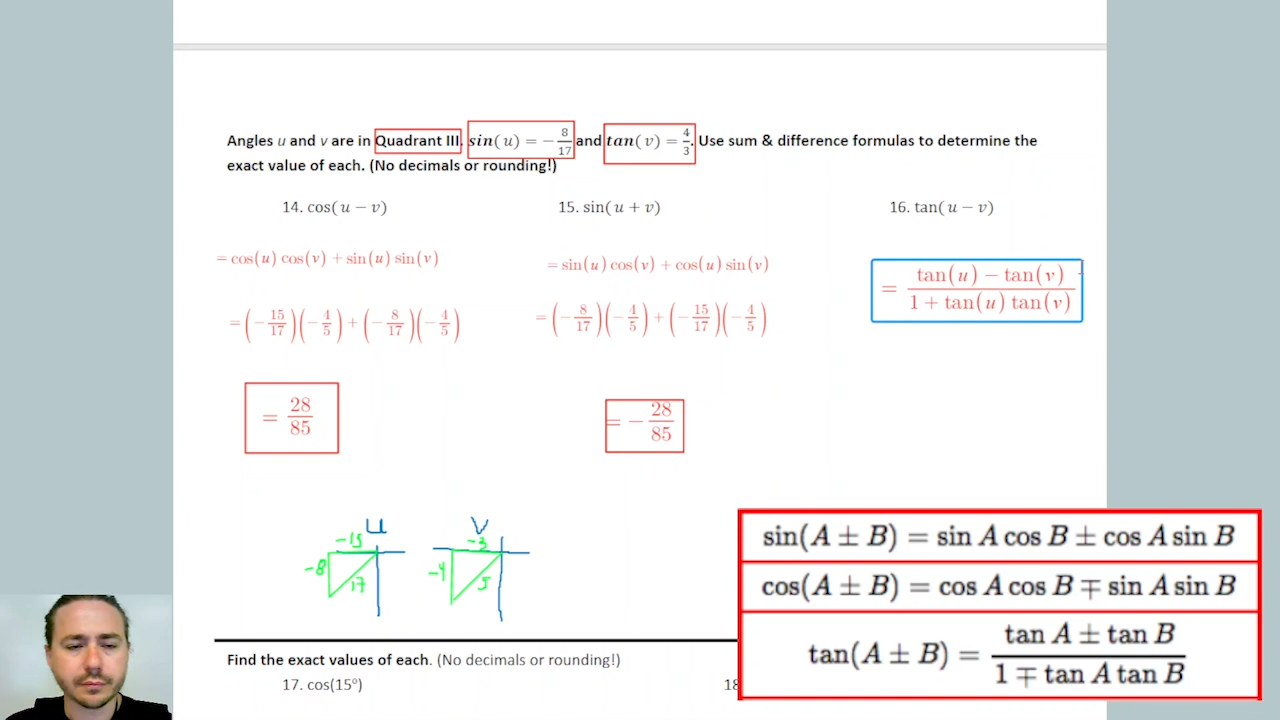 Angles u and v are in Quadrant III. sin(u) = −8/17 and tan(v) = 4/3. Use sum & difference formulas to determine the
exact value of each. (No decimals or rounding!)
14. cos(u − v)
15. sin(u + v)
16. tan(u − v)
= cos(u) cos(v) + sin(u) sin(v)
= sin(u) cos(v) + cos(u) sin(v)
= (tan(u) − tan(v))/(1 + tan(u) tan(v))
= (−15/17)(−4/5) + (−8/17)(−4/5)
= (−8/17)(−4/5) + (−15/17)(−4/5)
= 28/85
= −28/85
u
-15
-8
17
v
-3
-4
5
sin(A ± B) = sin A cos B ± cos A sin B
cos(A ± B) = cos A cos B ∓ sin A sin B
tan(A ± B) = (tan A ± tan B)/(1 ∓ tan A tan B)
Find the exact values of each. (No decimals or rounding!)
17. cos(15°)
18